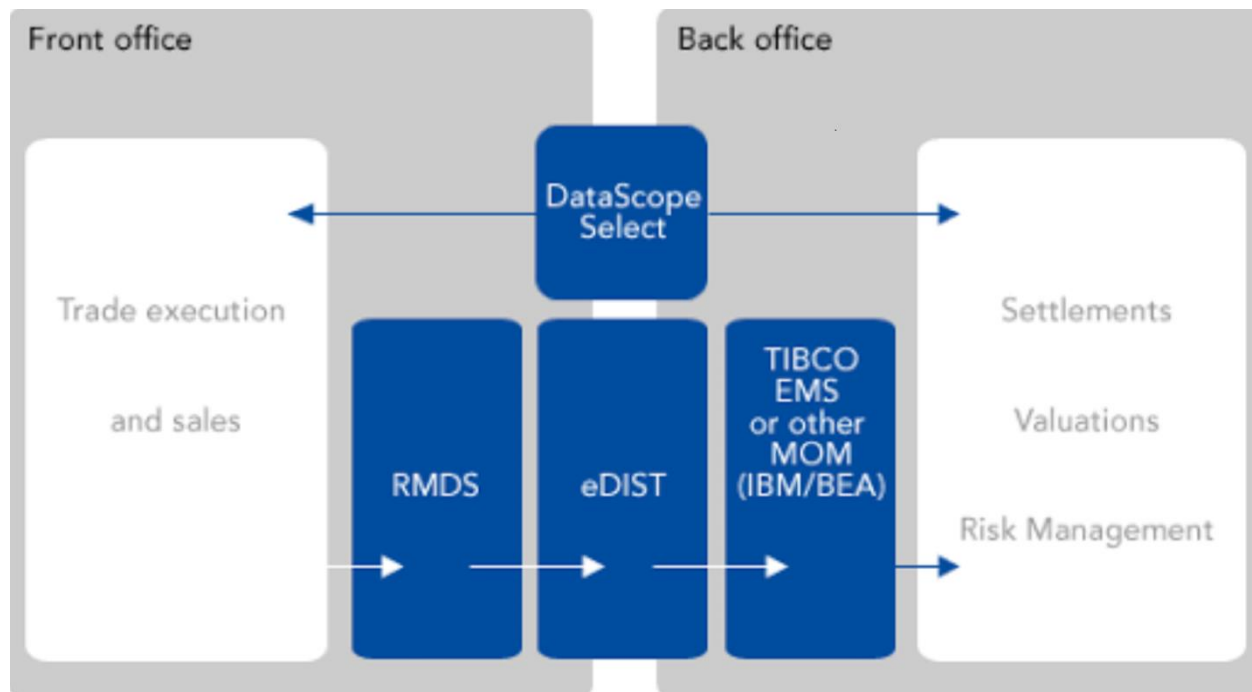 Front office
Back office
DataScope
Select
Trade execution
and sales
RMDS
eDIST
TIBCO
EMS
or other
MOM
(IBM/BEA)
Settlements
Valuations
Risk Management